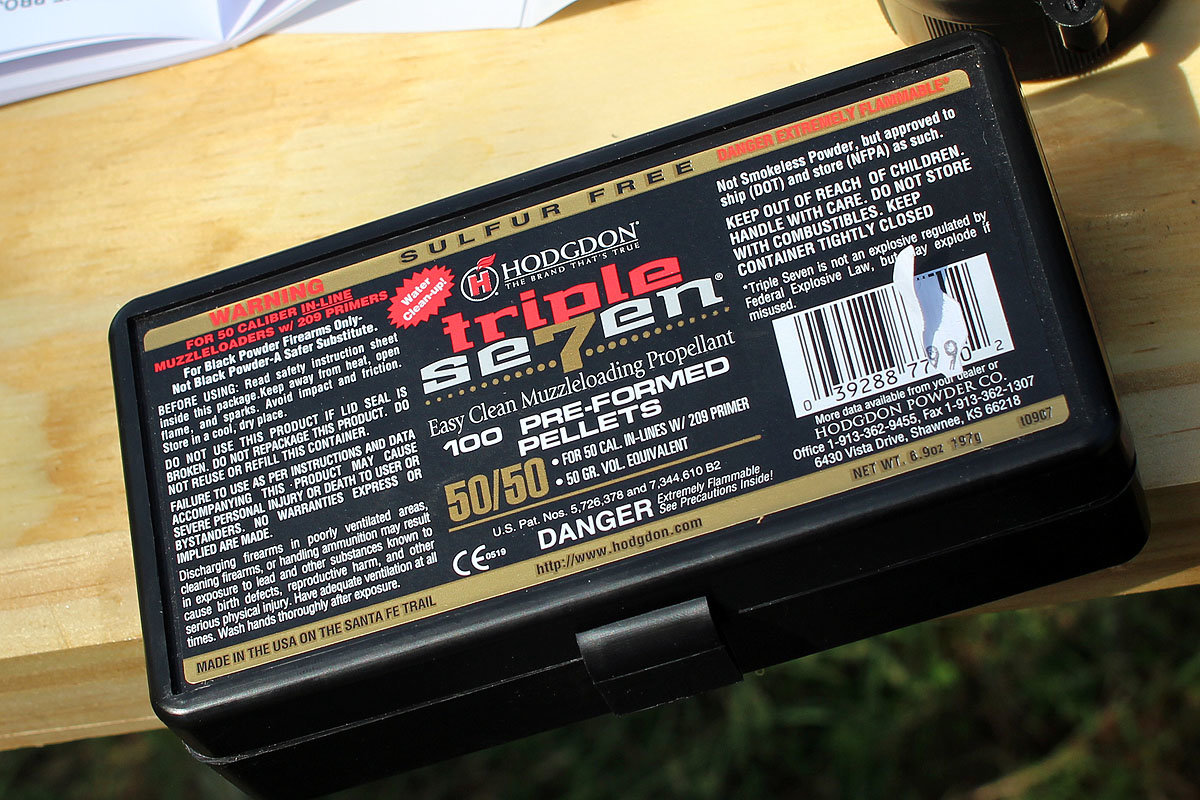 SULFUR FREE
WARNING
FOR 50 CALIBER IN-LINE
MUZZLELOADERS w/ 209 PRIMERS
For Black Powder Firearms Only-
Not Black Powder-A Safer Substitute.
BEFORE USING: Read safety instruction sheet
inside this package. Keep away from heat, open
flame, and sparks. Avoid Impact and friction.
Store in a cool, dry place.
DO NOT USE THIS PRODUCT IF LID SEAL IS
BROKEN. DO NOT REPACKAGE THIS PRODUCT. DO
NOT REUSE OR REFILL THIS CONTAINER.
FAILURE TO USE AS PER INSTRUCTIONS AND DATA
ACCOMPANYING THIS PRODUCT MAY CAUSE
SEVERE PERSONAL INJURY OR DEATH TO USER OR
BYSTANDERS. NO WARRANTIES EXPRESS OR
IMPLIED ARE MADE.
Discharging firearms in poorly ventilated areas,
cleaning firearms, or handling ammunition may result
in exposure to lead and other substances known to
cause birth defects, reproductive harm, and other
serious physical injury. Have adequate ventilation at all
times. Wash hands thoroughly after exposure.
MADE IN THE USA ON THE SANTA FE TRAIL
Water
Clean-up!
H
HODGDON®
THE BRAND THAT'S TRUE
triple
se7en®
Easy Clean Muzzleloading Propellant
100 PRE-FORMED
PELLETS
50/50
• FOR 50 CAL. IN-LINES W/ 209 PRIMER
• 50 GR. VOL. EQUIVALENT
U.S. Pat. Nos. 5,726,378 and 7,344,610 B2
CE0519
DANGER
Extremely Flammable
See Precautions Inside!
http://www.hodgdon.com
DANGER EXTREMELY FLAMMABLE*
Not Smokeless Powder, but approved to
ship (DOT) and store (NFPA) as such.
KEEP OUT OF REACH OF CHILDREN.
HANDLE WITH CARE. DO NOT STORE
WITH COMBUSTIBLES. KEEP
CONTAINER TIGHTLY CLOSED
*Triple Seven is not an explosive regulated by
Federal Explosive Law, but may explode if
misused.
0 39288 77990 2
More data available from your dealer or
HODGDON POWDER CO.
Office 1-913-362-9455, Fax 1-913-362-1307
6430 Vista Drive, Shawnee, KS 66218
NET WT. 6.9oz 197g